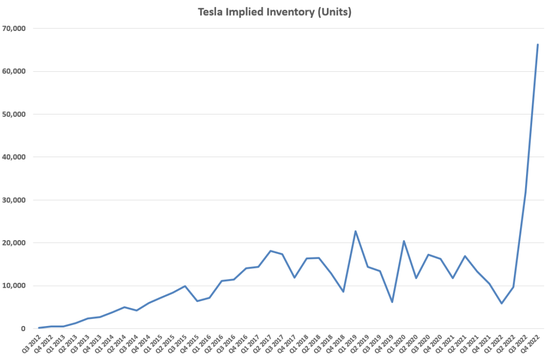 Tesla Implied Inventory (Units)
70,000
60,000
50,000
40,000
30,000
20,000
10,000
0
Q3 2012
Q4 2012
Q1 2013
Q2 2013
Q3 2013
Q4 2013
Q1 2014
Q2 2014
Q3 2014
Q4 2014
Q1 2015
Q2 2015
Q3 2015
Q4 2015
Q1 2016
Q2 2016
Q3 2016
Q4 2016
Q1 2017
Q2 2017
Q3 2017
Q4 2017
Q1 2018
Q2 2018
Q3 2018
Q4 2018
Q1 2019
Q2 2019
Q3 2019
Q4 2019
Q1 2020
Q2 2020
Q3 2020
Q4 2020
Q1 2021
Q2 2021
Q3 2021
Q4 2021
Q1 2022
Q2 2022
Q3 2022
Q4 2022